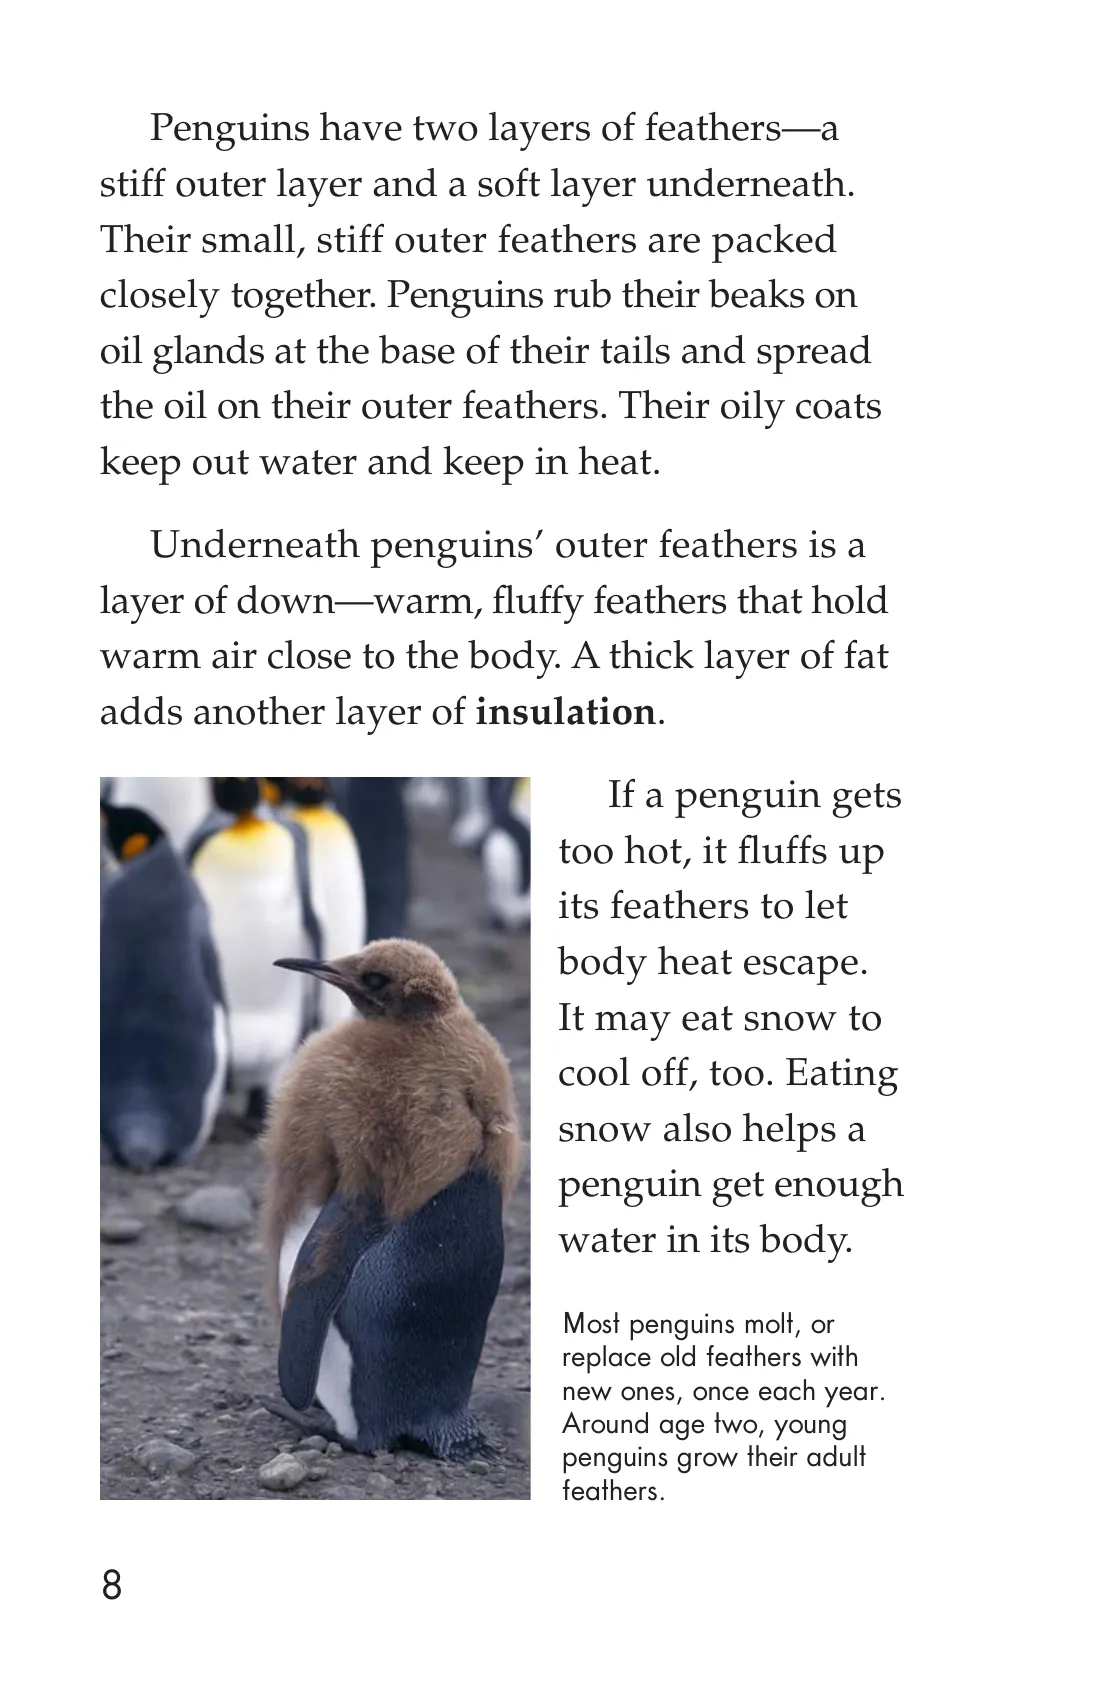 Penguins have two layers of feathers—a
stiff outer layer and a soft layer underneath.
Their small, stiff outer feathers are packed
closely together. Penguins rub their beaks on
oil glands at the base of their tails and spread
the oil on their outer feathers. Their oily coats
keep out water and keep in heat.
Underneath penguins’ outer feathers is a
layer of down—warm, fluffy feathers that hold
warm air close to the body. A thick layer of fat
adds another layer of insulation.
If a penguin gets
too hot, it fluffs up
its feathers to let
body heat escape.
It may eat snow to
cool off, too. Eating
snow also helps a
penguin get enough
water in its body.
Most penguins molt, or
replace old feathers with
new ones, once each year.
Around age two, young
penguins grow their adult
feathers.
8